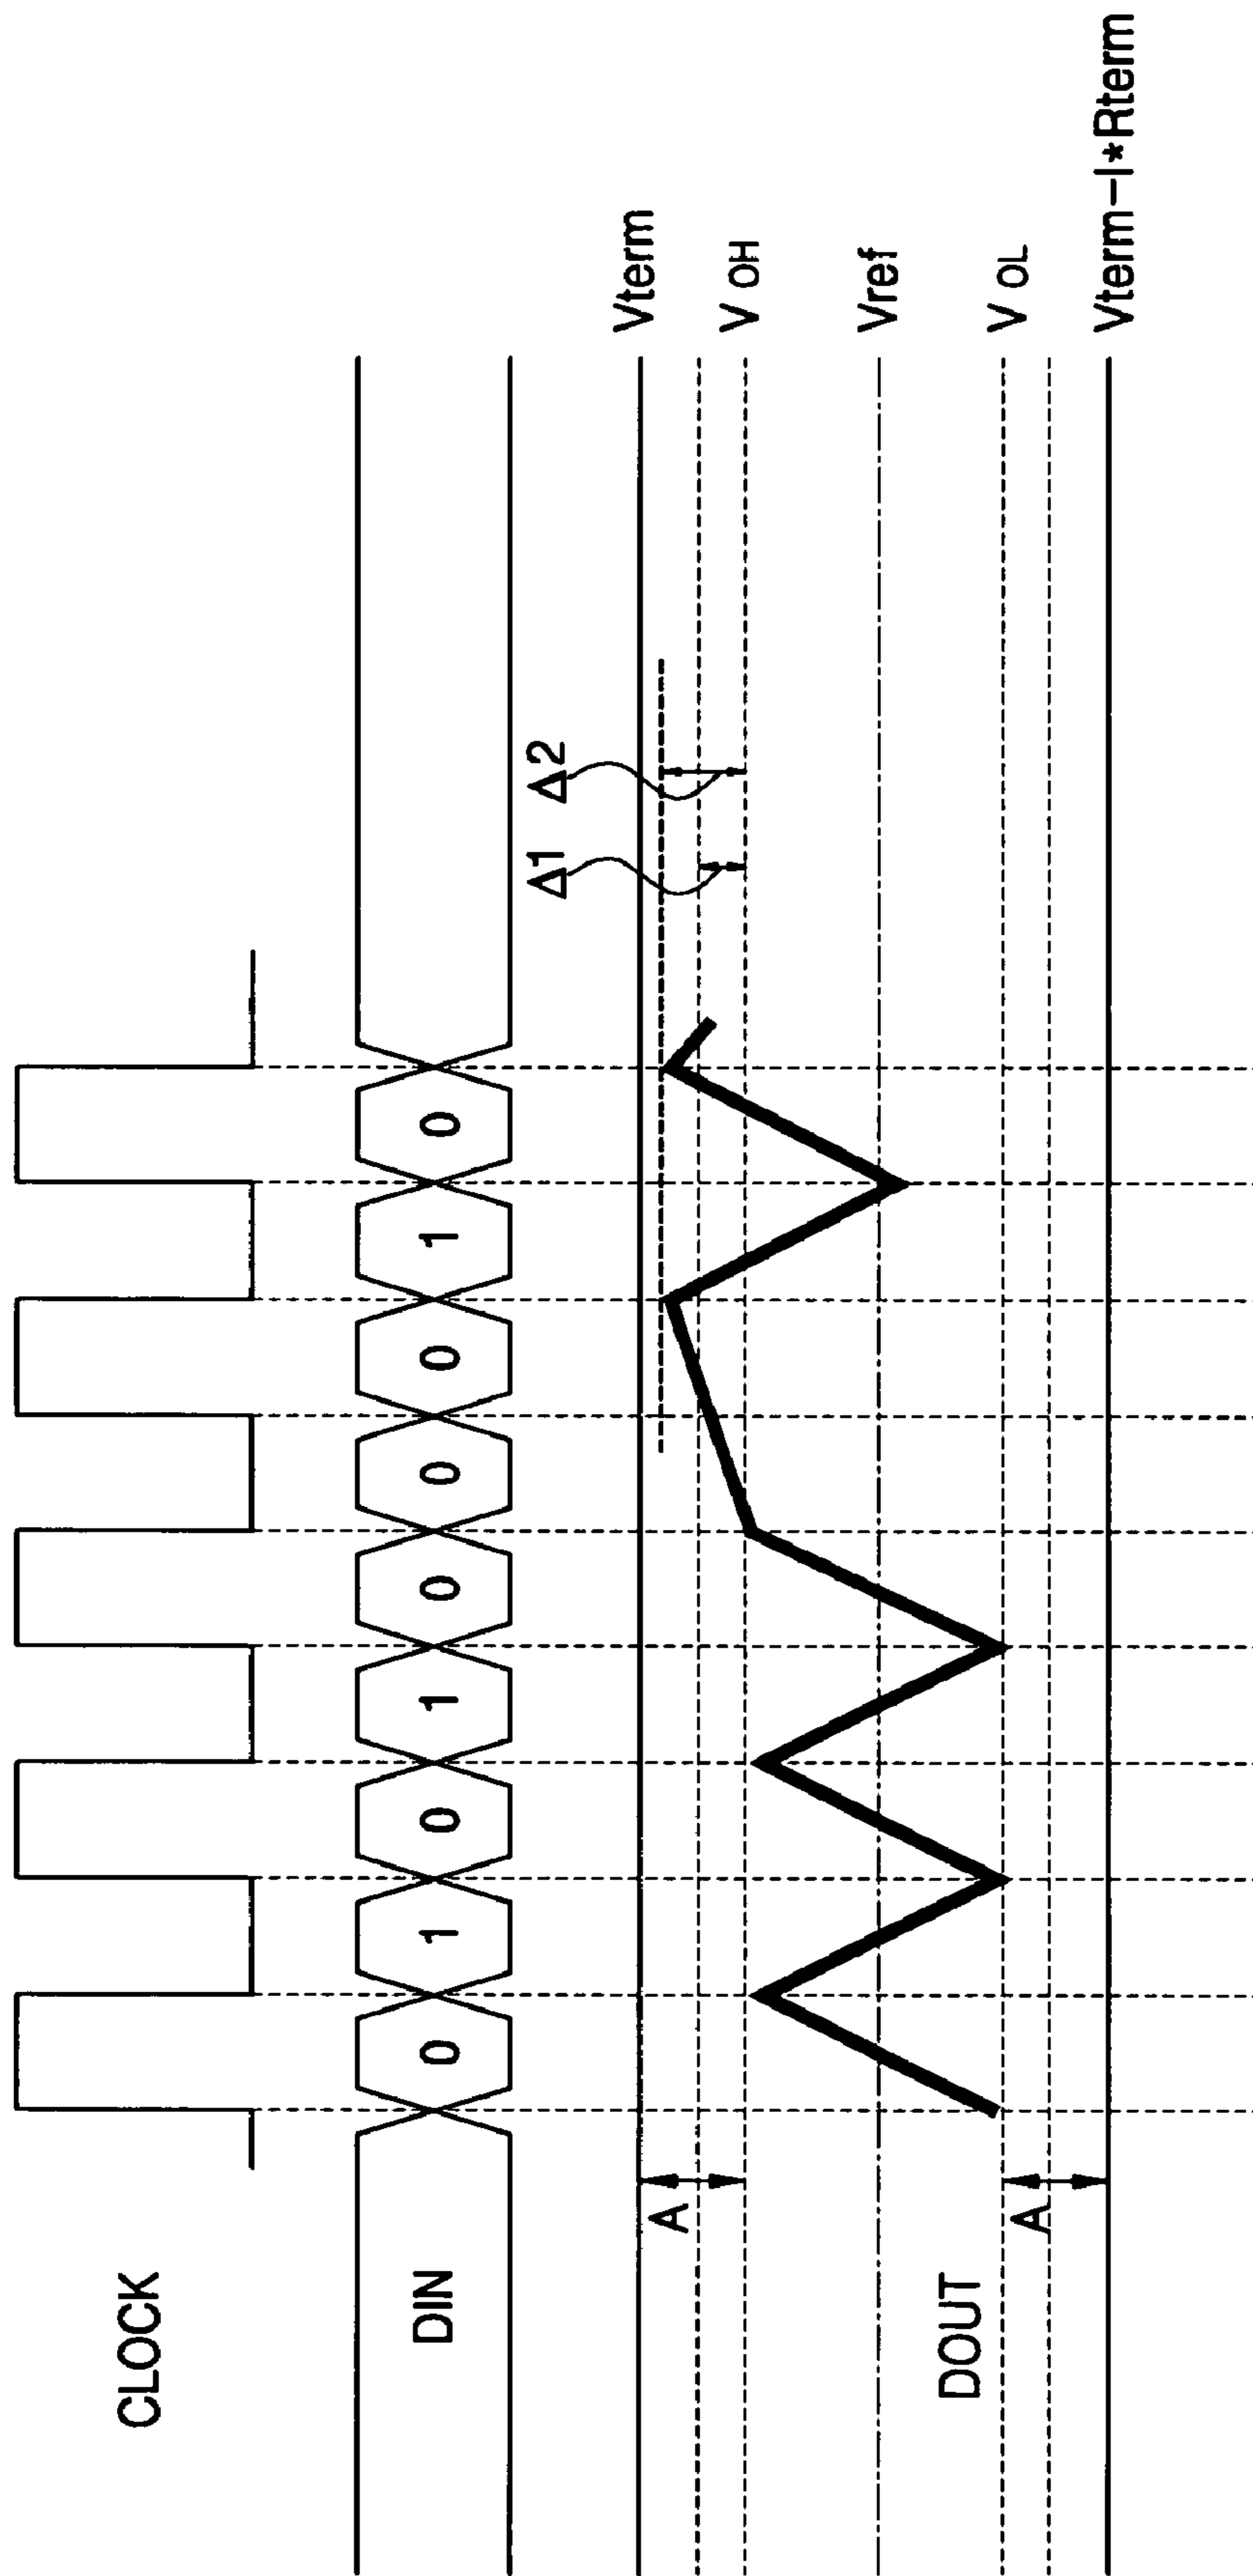 CLOCK
DIN
0 1 0 1 0 0 0 1 0
Δ1 Δ2
A
Vterm
V OH
Vref
DOUT
A
V OL
Vterm-I*Rterm